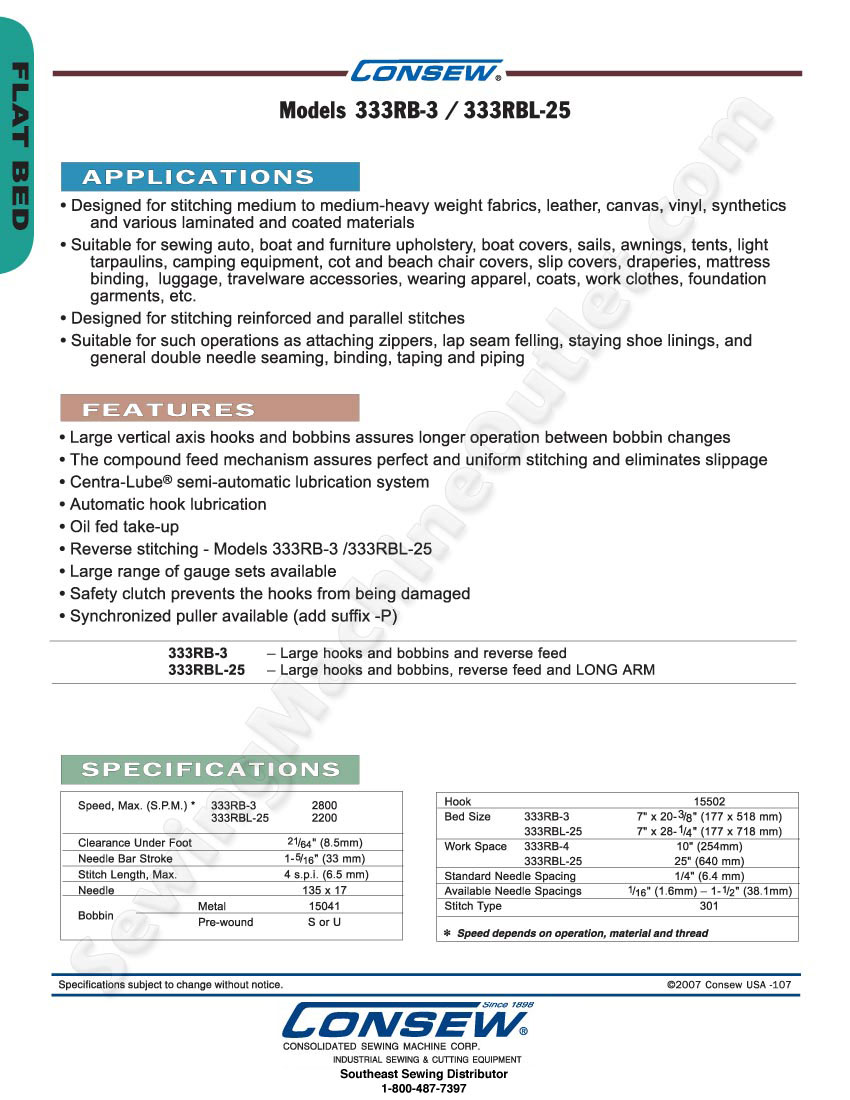 FLAT BED
CONSEW®
Models 333RB-3 / 333RBL-25
APPLICATIONS
• Designed for stitching medium to medium-heavy weight fabrics, leather, canvas, vinyl, synthetics
and various laminated and coated materials
• Suitable for sewing auto, boat and furniture upholstery, boat covers, sails, awnings, tents, light
tarpaulins, camping equipment, cot and beach chair covers, slip covers, draperies, mattress
binding, luggage, travelware accessories, wearing apparel, coats, work clothes, foundation
garments, etc.
• Designed for stitching reinforced and parallel stitches
• Suitable for such operations as attaching zippers, lap seam felling, staying shoe linings, and
general double needle seaming, binding, taping and piping
FEATURES
• Large vertical axis hooks and bobbins assures longer operation between bobbin changes
• The compound feed mechanism assures perfect and uniform stitching and eliminates slippage
• Centra-Lube® semi-automatic lubrication system
• Automatic hook lubrication
• Oil fed take-up
• Reverse stitching - Models 333RB-3 /333RBL-25
• Large range of gauge sets available
• Safety clutch prevents the hooks from being damaged
• Synchronized puller available (add suffix -P)
333RB-3 – Large hooks and bobbins and reverse feed
333RBL-25 – Large hooks and bobbins, reverse feed and LONG ARM
SPECIFICATIONS
Speed, Max. (S.P.M.) * 333RB-3 2800
333RBL-25 2200
Clearance Under Foot 21/64" (8.5mm)
Needle Bar Stroke 1-5/16" (33 mm)
Stitch Length, Max. 4 s.p.i. (6.5 mm)
Needle 135 x 17
Bobbin Metal 15041
Pre-wound S or U
Hook 15502
Bed Size 333RB-3 7" x 20-3/8" (177 x 518 mm)
333RBL-25 7" x 28-1/4" (177 x 718 mm)
Work Space 333RB-4 10" (254mm)
333RBL-25 25" (640 mm)
Standard Needle Spacing 1/4" (6.4 mm)
Available Needle Spacings 1/16" (1.6mm) – 1-1/2" (38.1mm)
Stitch Type 301
* Speed depends on operation, material and thread
Specifications subject to change without notice. ©2007 Consew USA -107
Since 1898
CONSEW®
CONSOLIDATED SEWING MACHINE CORP.
INDUSTRIAL SEWING & CUTTING EQUIPMENT
Southeast Sewing Distributor
1-800-487-7397
SewingMachineOutlet.com